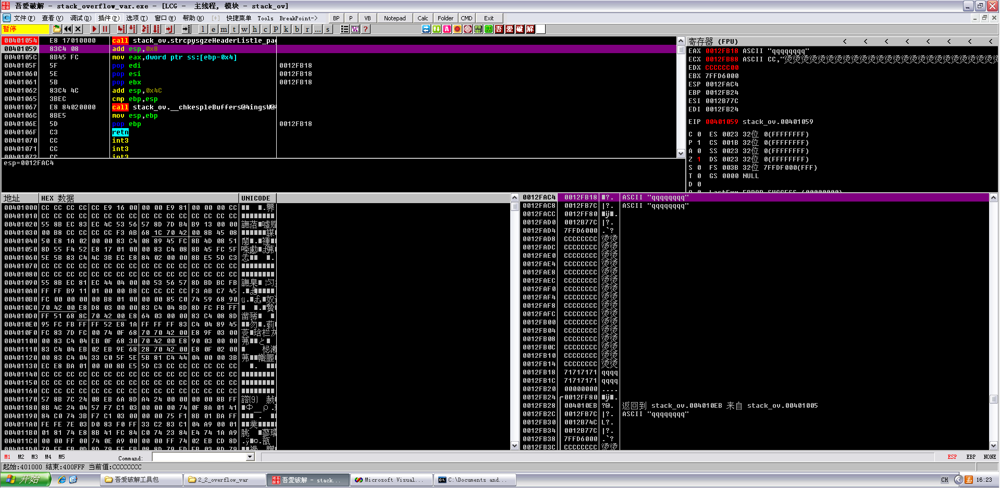 吾爱破解 - stack_overflow_var.exe - [LCG - 主线程, 模块 - stack_ov]
文件(F) 查看(V) 调试(D) 插件(P) 选项(T) 窗口(W) 帮助(H) [+] 快捷菜单 Tools BreakPoint-> BP P VB Notepad Calc Folder CMD Exit
暂停 l e m t w h c p k b r ... s ? 吾 爱 破 解
00401054 E8 17010000 call stack_ov.strcpysgzeHeaderListle_pa
00401059 83C4 08 add esp,0x8
0040105C 8B45 FC mov eax,dword ptr ss:[ebp-0x4]
0040105F 5F pop edi 0012FB18
00401060 5E pop esi 0012FB18
00401061 5B pop ebx 0012FB18
00401062 83C4 4C add esp,0x4C
00401065 3BEC cmp ebp,esp
00401067 E8 84020000 call stack_ov.__chkespleBuffers@4ingsW@
0040106C 8BE5 mov esp,ebp
0040106E 5D pop ebp 0012FB18
0040106F C3 retn
00401070 CC int3
00401071 CC int3
00401072 CC int3
esp=0012FAC4
寄存器 (FPU) < < < < < < < <
EAX 0012FB18 ASCII "qqqqqqqq"
ECX 0012FB88 ASCII CC,"烫烫烫烫烫烫烫烫烫烫烫烫烫烫烫烫烫烫烫烫烫烫烫烫烫
EDX CCCCCC00
EBX 7FFD6000
ESP 0012FAC4
EBP 0012FB24
ESI 0012B77C
EDI 0012FB24
EIP 00401059 stack_ov.00401059
C 0 ES 0023 32位 0(FFFFFFFF)
P 1 CS 001B 32位 0(FFFFFFFF)
A 0 SS 0023 32位 0(FFFFFFFF)
Z 1 DS 0023 32位 0(FFFFFFFF)
S 0 FS 003B 32位 7FFDF000(FFF)
T 0 GS 0000 NULL
D 0
O 0 LastErr ERROR_SUCCESS (00000000)
地址 HEX 数据 UNICODE
00401000 CC CC CC CC CC E9 16 00 00 00 E9 81 00 00 00 CC
00401010 CC CC CC CC CC CC CC CC CC CC CC CC CC CC CC CC
00401020 55 8B EC 83 EC 4C 53 56 57 8D 7D B4 B9 13 00 00
00401030 00 B8 CC CC CC CC F3 AB 68 1C 70 42 00 8B 45 08
00401040 50 E8 1A 02 00 00 83 C4 08 89 45 FC 8B 4D 08 51
00401050 8D 55 F4 52 E8 17 01 00 00 83 C4 08 8B 45 FC 5F
00401060 5E 5B 83 C4 4C 3B EC E8 84 02 00 00 8B E5 5D C3
00401070 CC CC CC CC CC CC CC CC CC CC CC CC CC CC CC CC
00401080 CC CC CC CC CC CC CC CC CC CC CC CC CC CC CC CC
00401090 55 8B EC 81 EC 44 04 00 00 53 56 57 8D BD BC FB
004010A0 FF FF B9 11 01 00 00 B8 CC CC CC CC F3 AB C7 45
004010B0 FC 00 00 00 00 B8 01 00 00 00 85 C0 74 59 68 90
004010C0 70 42 00 E8 D8 03 00 00 83 C4 04 8D 8D FC FB FF
004010D0 FF 51 68 8C 70 42 00 E8 64 03 00 00 83 C4 08 8D
004010E0 95 FC FB FF FF 52 E8 1A FF FF FF 83 C4 04 89 45
004010F0 FC 83 7D FC 00 74 0F 68 70 70 42 00 E8 9F 03 00
00401100 00 83 C4 04 EB 0F 68 30 70 42 00 E8 90 03 00 00
00401110 83 C4 04 EB 02 EB 9E 68 28 70 42 00 E8 0F 02 00
00401120 00 83 C4 04 33 C0 5F 5E 5B 81 C4 44 04 00 00 3B
00401130 EC E8 BA 01 00 00 8B E5 5D C3 CC CC CC CC CC CC
00401140 CC CC CC CC CC CC CC CC CC CC CC CC CC CC CC CC
00401150 CC CC CC CC CC CC CC CC CC CC CC CC CC CC CC CC
00401160 CC CC CC CC CC CC CC CC CC CC CC CC CC CC CC CC
00401170 57 8B 7C 24 08 EB 6A 8D A4 24 00 00 00 00 8B FF
00401180 8B 4C 24 04 57 F7 C1 03 00 00 00 74 0F 8A 01 41
00401190 84 C0 74 3B F7 C1 03 00 00 00 75 F1 8B 01 BA FF
004011A0 FE FE 7E 03 D0 83 F0 FF 33 C2 83 C1 04 A9 00 01
004011B0 01 81 74 E8 8B 41 FC 84 C0 74 23 84 E4 74 1A A9
004011C0 00 00 FF 00 74 0E A9 00 00 00 FF 74 02 EB CD 8D
004011D0 79 FF EB 0D 8D 79 FE EB 08 8D 79 FD EB 03 8D 79
0012FAC4 0012FB18 ?. ASCII "qqqqqqqq"
0012FAC8 0012FB7C |?. ASCII "qqqqqqqq"
0012FACC 0012FF80
0012FAD0 0012B77C |?.
0012FAD4 7FFD6000 .`?
0012FAD8 CCCCCCCC 烫烫
0012FADC CCCCCCCC 烫烫
0012FAE0 CCCCCCCC 烫烫
0012FAE4 CCCCCCCC 烫烫
0012FAE8 CCCCCCCC 烫烫
0012FAEC CCCCCCCC 烫烫
0012FAF0 CCCCCCCC 烫烫
0012FAF4 CCCCCCCC 烫烫
0012FAF8 CCCCCCCC 烫烫
0012FAFC CCCCCCCC 烫烫
0012FB00 CCCCCCCC 烫烫
0012FB04 CCCCCCCC 烫烫
0012FB08 CCCCCCCC 烫烫
0012FB0C CCCCCCCC 烫烫
0012FB10 CCCCCCCC 烫烫
0012FB14 CCCCCCCC 烫烫
0012FB18 71717171 qqqq
0012FB1C 71717171 qqqq
0012FB20 00000000 ....
0012FB24 0012FF80
0012FB28 004010EB ?@. 返回到 stack_ov.004010EB 来自 stack_ov.00401005
0012FB2C 0012FB7C |?. ASCII "qqqqqqqq"
0012FB30 0012B74C L?.
0012FB34 0012B77C |?.
0012FB38 7FFD6000 .`?
0012FB3C CCCCCCCC 烫烫
M1 M2 M3 M4 M5 Command: ESP EBP NONE
起始:401000 结束:400FFF 当前值:CCCCCCCC
开始 吾爱破解工具包 2_2_overflow_var 吾爱破解 - stack... Microsoft Visual... C:\Documents and... CH 16:23